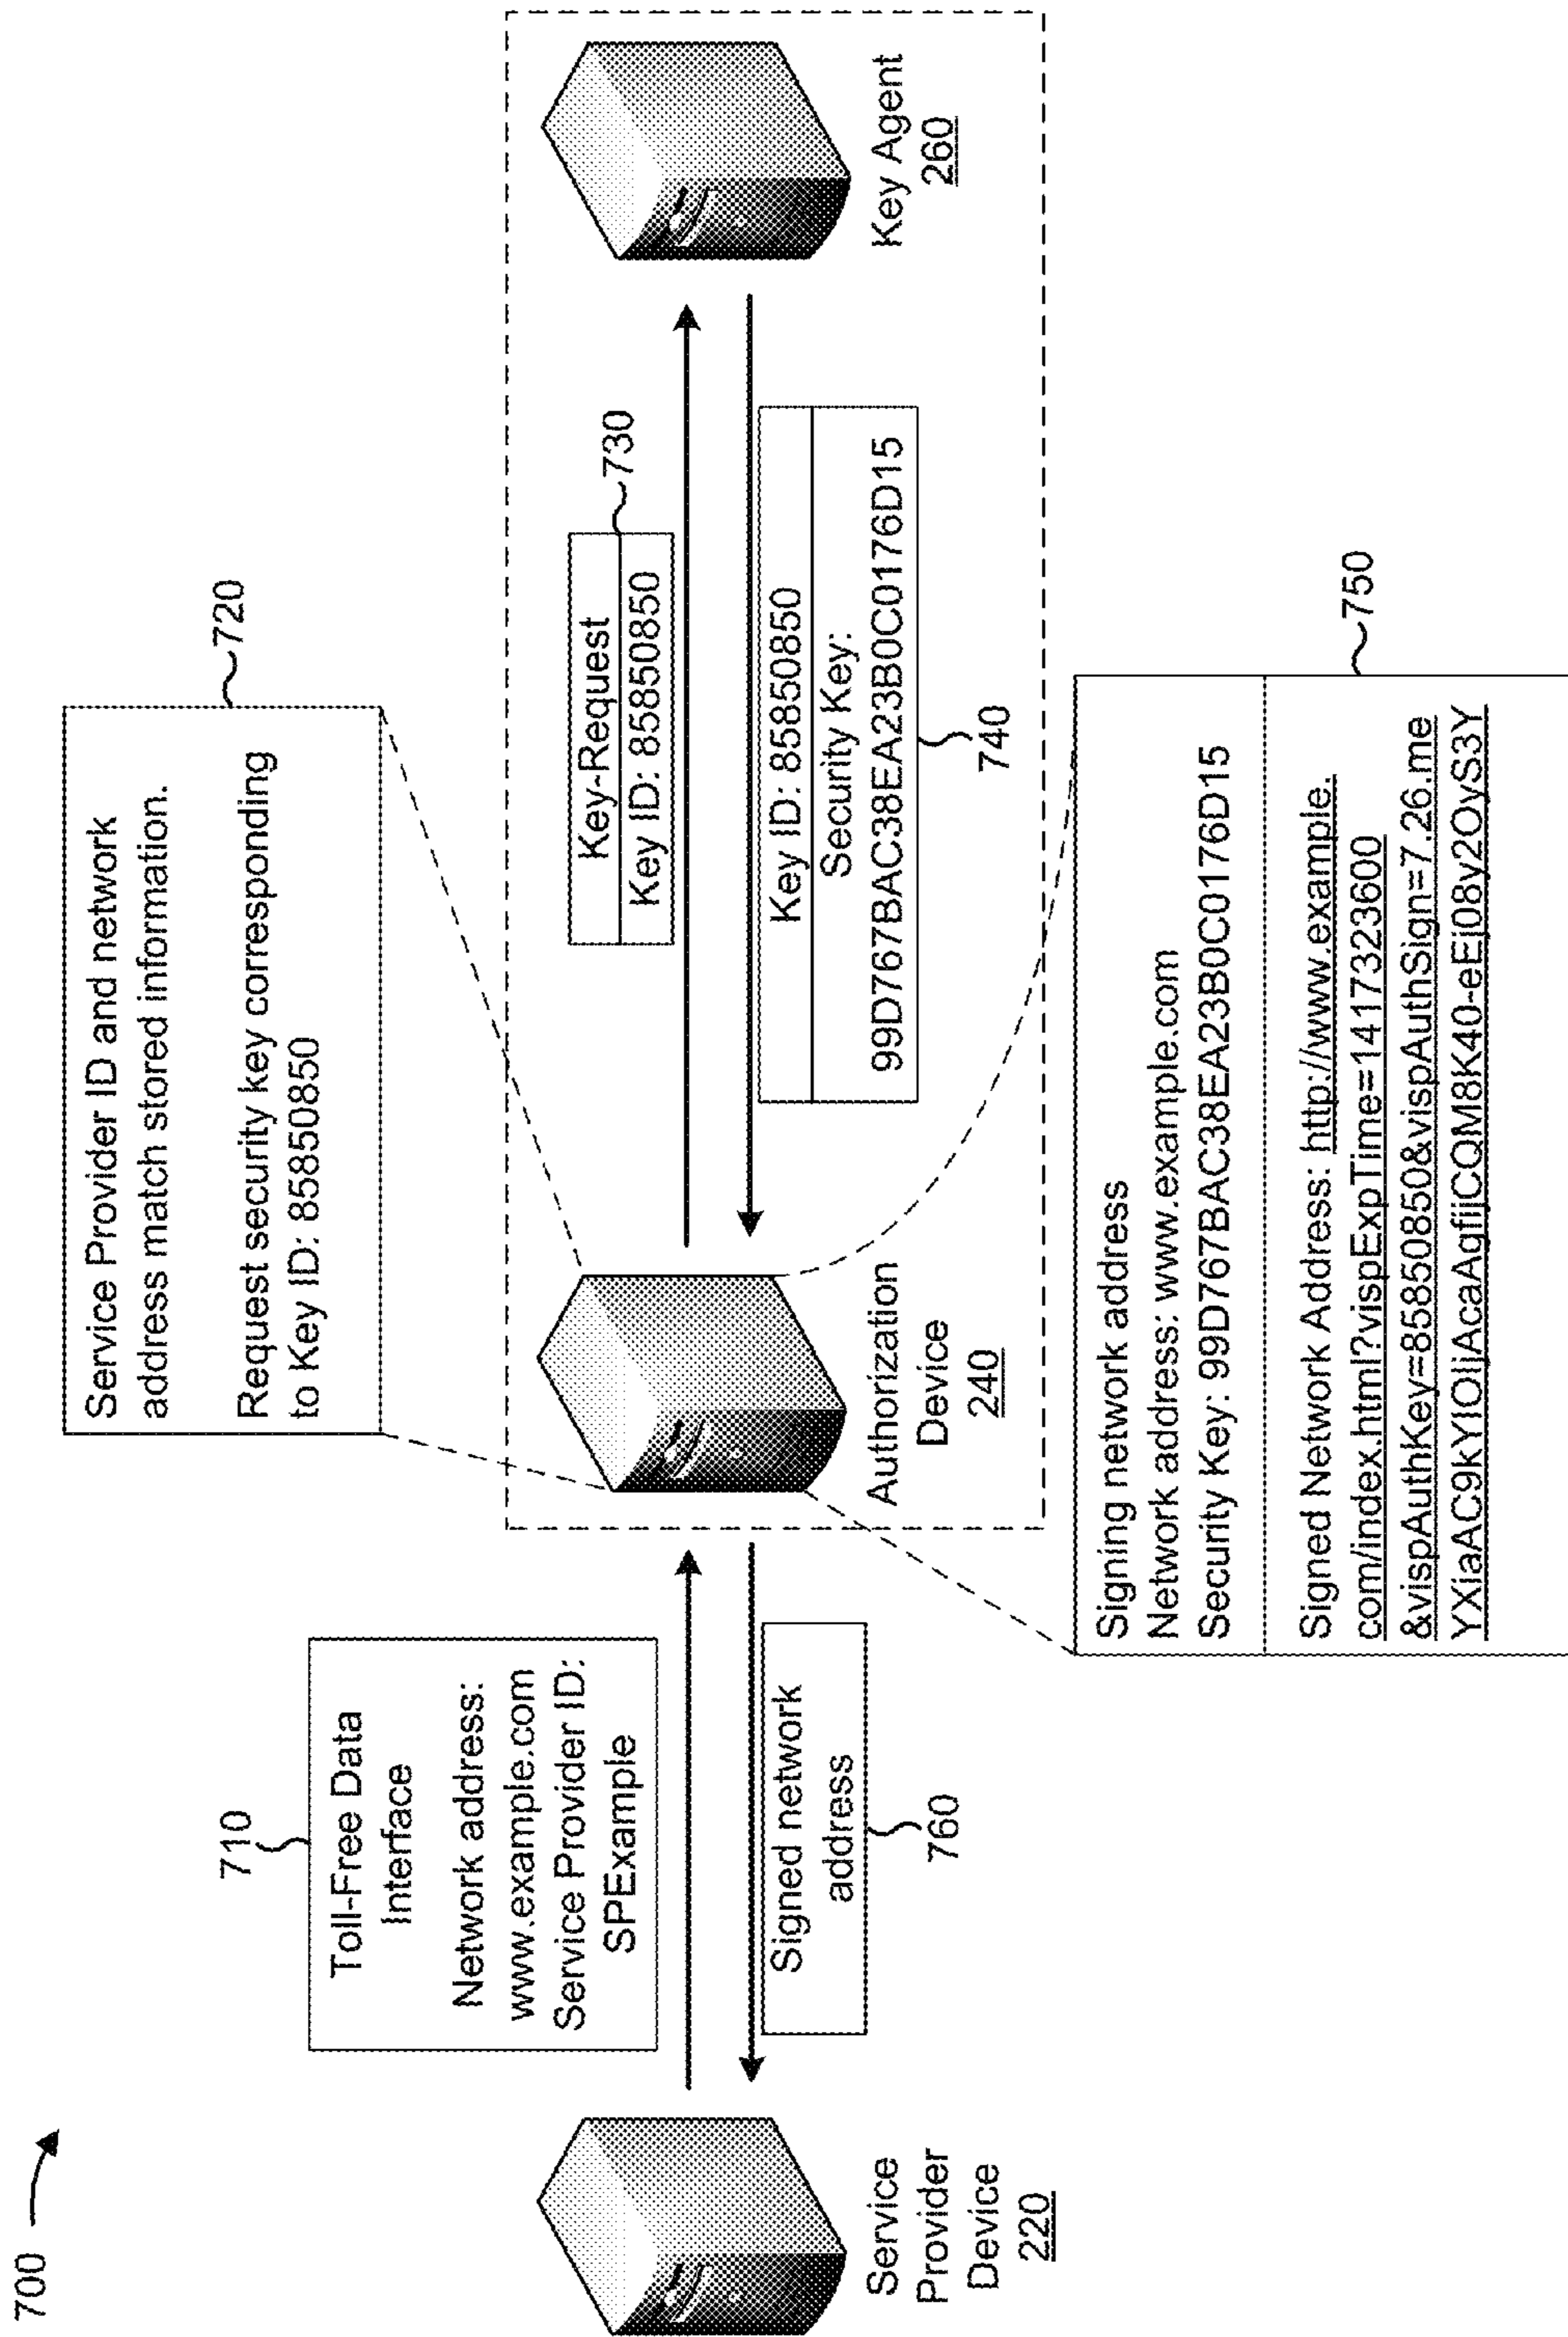 700
720
Service Provider ID and network
address match stored information.
Request security key corresponding
to Key ID: 85850850
710
Toll-Free Data
Interface
Network address:
www.example.com
Service Provider ID:
SPExample
Key-Request
Key ID: 85850850
730
Signed network
address
760
Key ID: 85850850
Security Key:
99D767BAC38EA23B0C0176D15
740
Service
Provider
Device
220
Authorization
Device
240
Key Agent
260
Signing network address
Network address: www.example.com
Security Key: 99D767BAC38EA23B0C0176D15
Signed Network Address: http://www.example.
com/index.html?vispExpTime=1417323600
&vispAuthKey=85850850&vispAuthSign=7.26.me
750